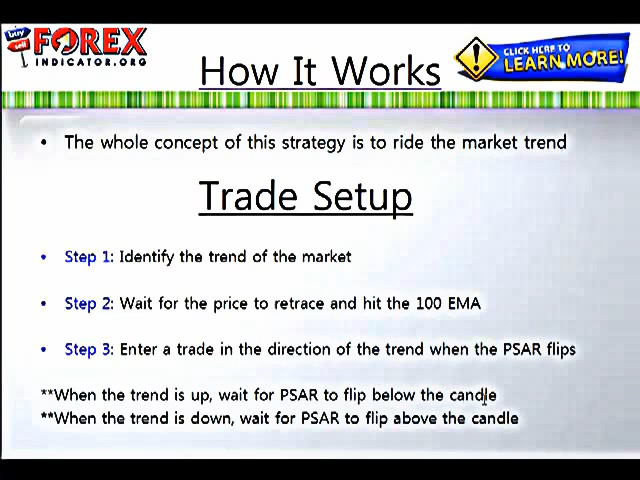 buy
sell
FOREX
INDICATOR.ORG
How It Works
CLICK HERE TO
LEARN MORE!
• The whole concept of this strategy is to ride the market trend
Trade Setup
• Step 1: Identify the trend of the market
• Step 2: Wait for the price to retrace and hit the 100 EMA
• Step 3: Enter a trade in the direction of the trend when the PSAR flips
**When the trend is up, wait for PSAR to flip below the candle
**When the trend is down, wait for PSAR to flip above the candle